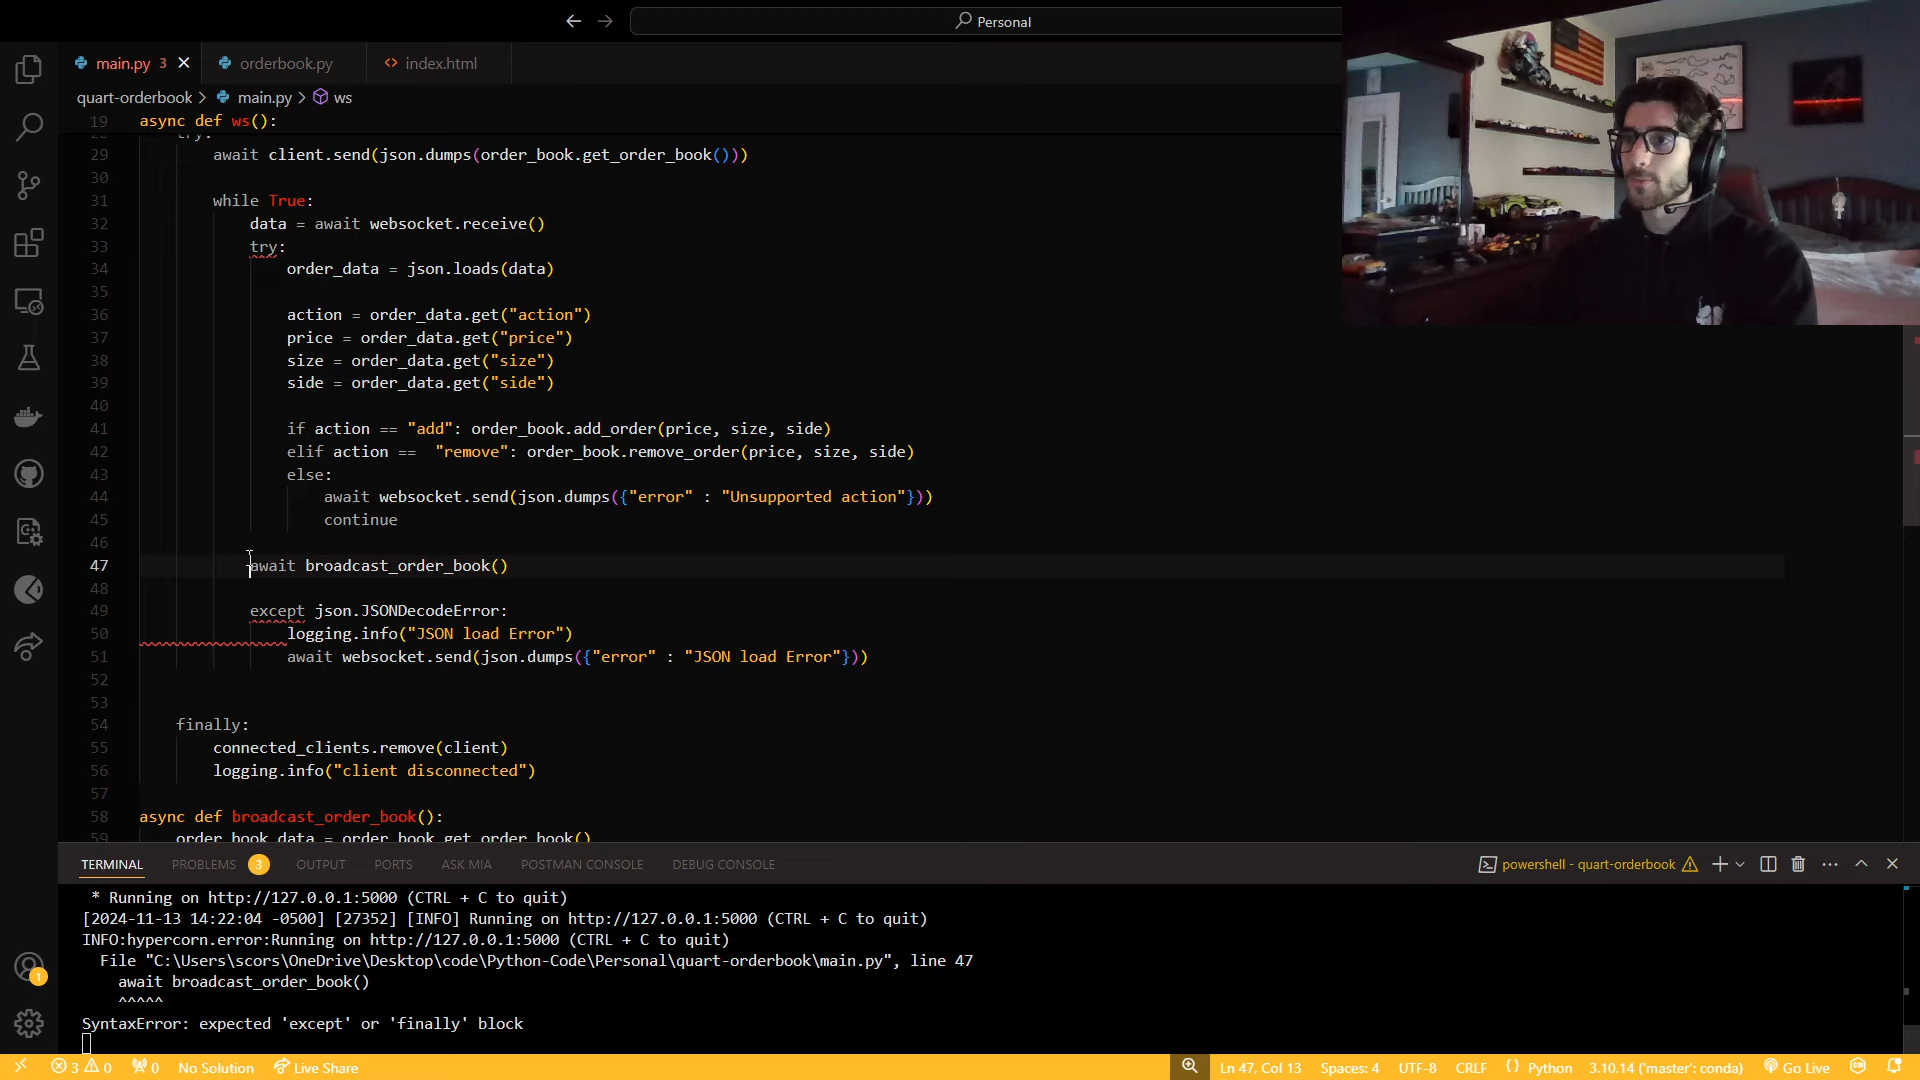 Personal
main.py 3
orderbook.py
index.html
quart-orderbook > main.py > ws
19 async def ws():
29 await client.send(json.dumps(order_book.get_order_book()))
30
31 while True:
32 data = await websocket.receive()
33 try:
34 order_data = json.loads(data)
35
36 action = order_data.get("action")
37 price = order_data.get("price")
38 size = order_data.get("size")
39 side = order_data.get("side")
40
41 if action == "add": order_book.add_order(price, size, side)
42 elif action ==  "remove": order_book.remove_order(price, size, side)
43 else:
44 await websocket.send(json.dumps({"error" : "Unsupported action"}))
45 continue
46
47 await broadcast_order_book()
48
49 except json.JSONDecodeError:
50 logging.info("JSON load Error")
51 await websocket.send(json.dumps({"error" : "JSON load Error"}))
52
53
54 finally:
55 connected_clients.remove(client)
56 logging.info("client disconnected")
57
58 async def broadcast_order_book():
59 order_book_data = order_book.get_order_book()
TERMINAL PROBLEMS 3 OUTPUT PORTS ASK MIA POSTMAN CONSOLE DEBUG CONSOLE powershell - quart-orderbook
* Running on http://127.0.0.1:5000 (CTRL + C to quit)
[2024-11-13 14:22:04 -0500] [27352] [INFO] Running on http://127.0.0.1:5000 (CTRL + C to quit)
INFO:hypercorn.error:Running on http://127.0.0.1:5000 (CTRL + C to quit)
File "C:\Users\scors\OneDrive\Desktop\code\Python-Code\Personal\quart-orderbook\main.py", line 47
await broadcast_order_book()
^^^^^
SyntaxError: expected 'except' or 'finally' block
1
3 0 0 No Solution Live Share Ln 47, Col 13 Spaces: 4 UTF-8 CRLF Python 3.10.14 ('master': conda) Go Live